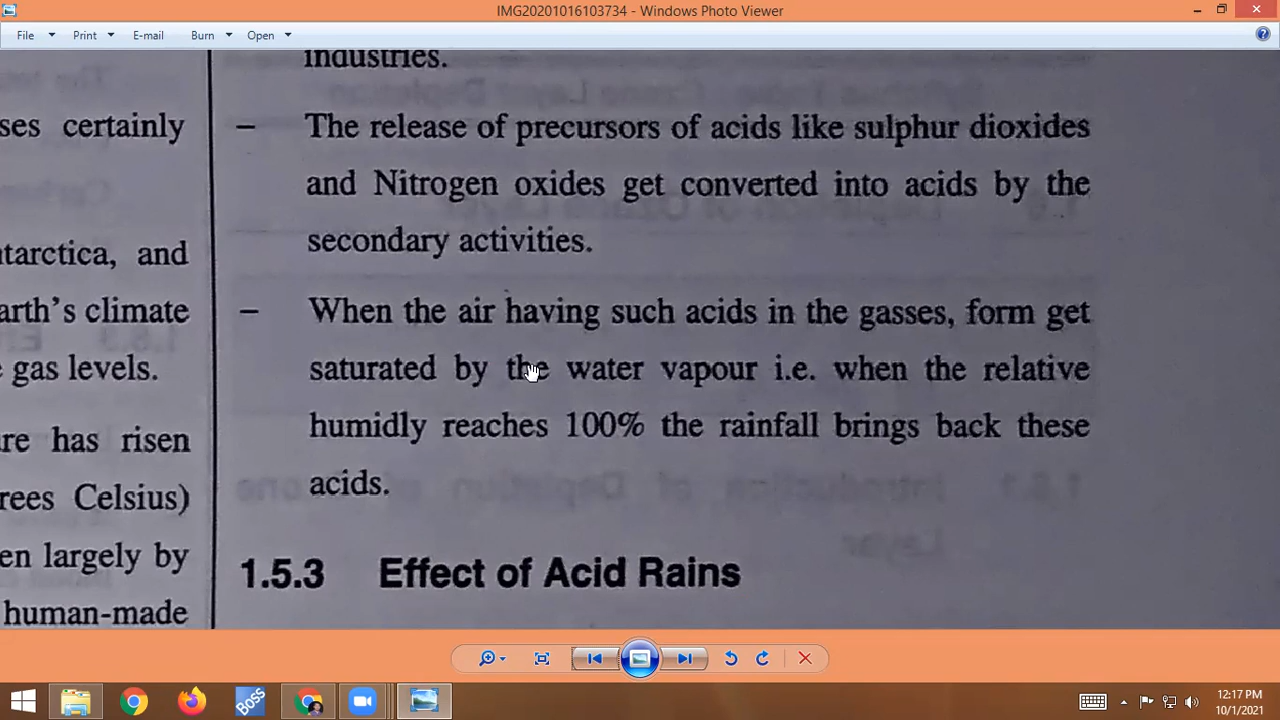 IMG20201016103734 - Windows Photo Viewer
File Print E-mail Burn Open
industries.
ses certainly
– The release of precursors of acids like sulphur dioxides
and Nitrogen oxides get converted into acids by the
secondary activities.
ntarctica, and
arth's climate
gas levels.
– When the air having such acids in the gasses, form get
saturated by the water vapour i.e. when the relative
humidly reaches 100% the rainfall brings back these
acids.
re has risen
rees Celsius)
en largely by
human-made
1.5.3 Effect of Acid Rains
BOSS
12:17 PM
10/1/2021